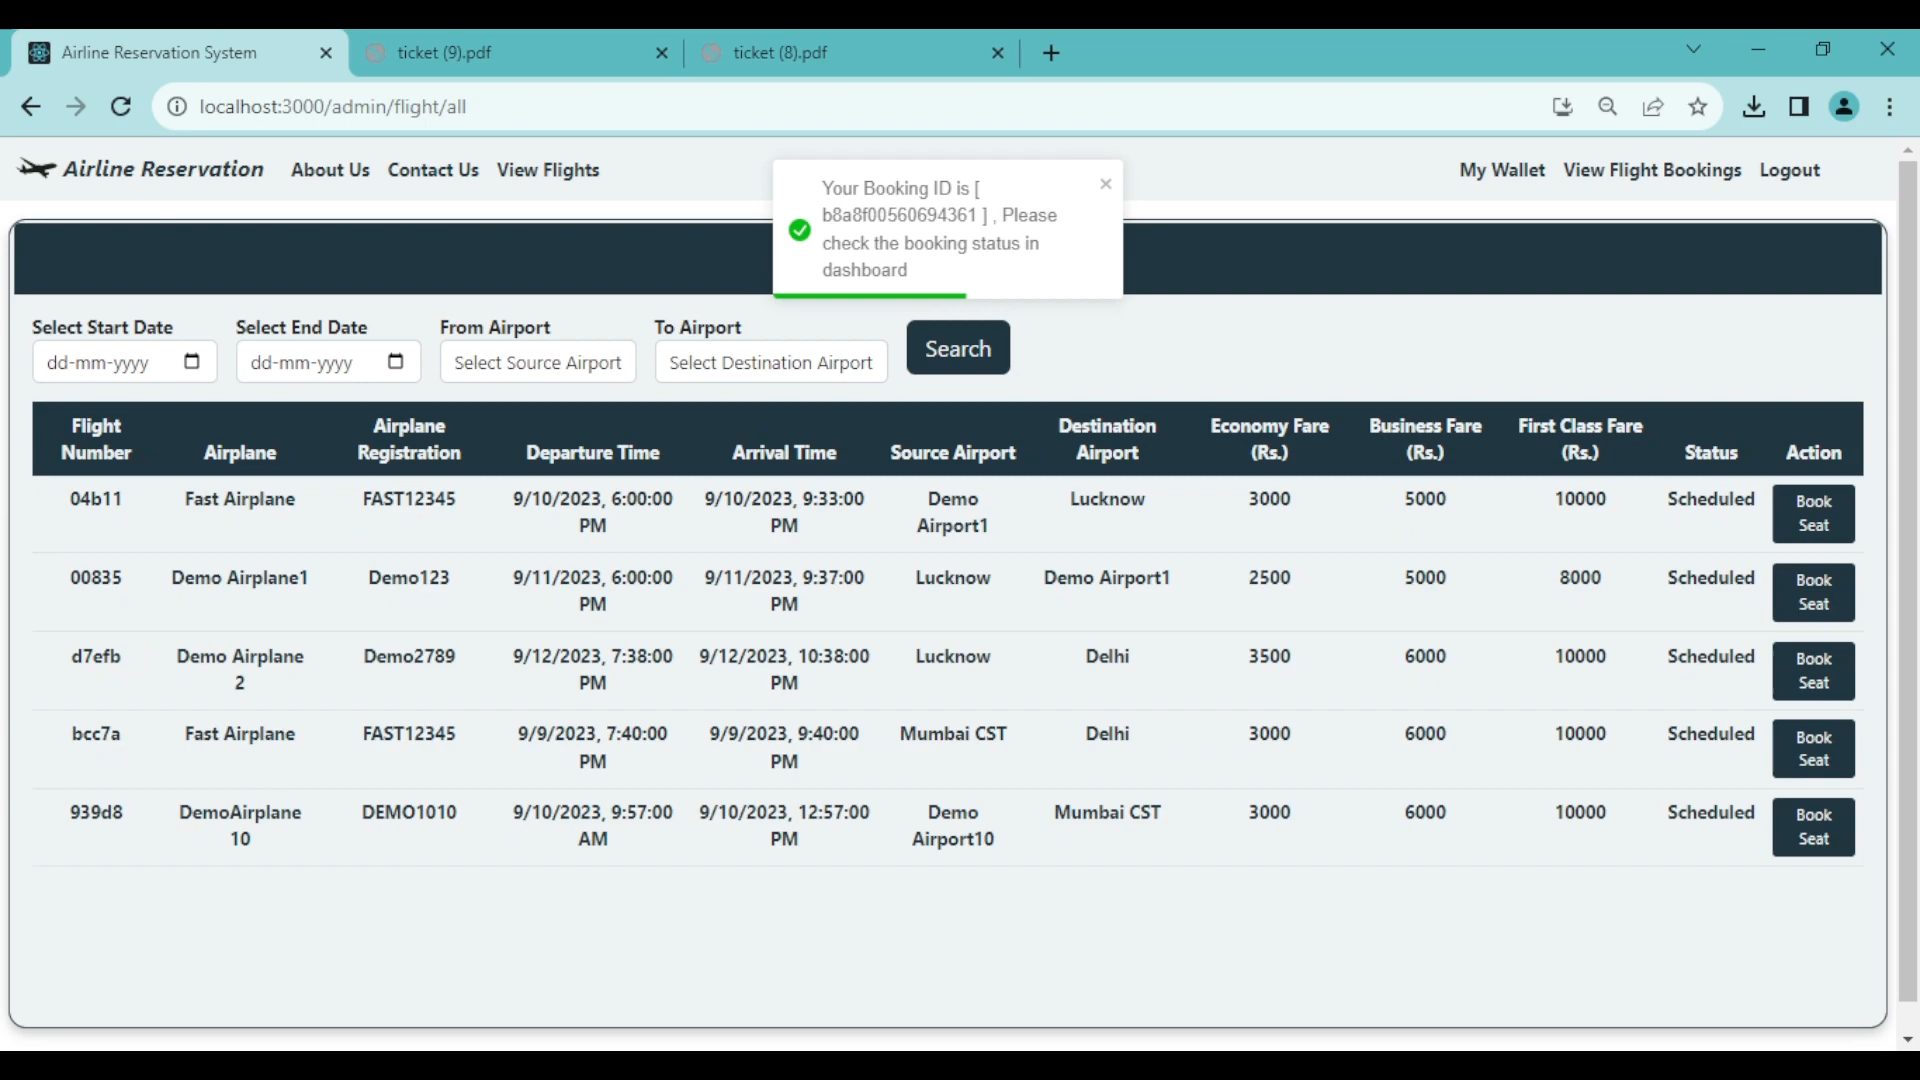 Airline Reservation System
ticket (9).pdf
ticket (8).pdf
localhost:3000/admin/flight/all
Airline Reservation About Us Contact Us View Flights
My Wallet View Flight Bookings Logout
Your Booking ID is [
b8a8f00560694361 ] , Please
check the booking status in
dashboard
Select Start Date Select End Date From Airport To Airport
dd-mm-yyyy dd-mm-yyyy Select Source Airport Select Destination Airport Search
Flight Number Airplane Airplane Registration Departure Time Arrival Time Source Airport Destination Airport Economy Fare (Rs.) Business Fare (Rs.) First Class Fare (Rs.) Status Action
04b11 Fast Airplane FAST12345 9/10/2023, 6:00:00 PM 9/10/2023, 9:33:00 PM Demo Airport1 Lucknow 3000 5000 10000 Scheduled Book Seat
00835 Demo Airplane1 Demo123 9/11/2023, 6:00:00 PM 9/11/2023, 9:37:00 PM Lucknow Demo Airport1 2500 5000 8000 Scheduled Book Seat
d7efb Demo Airplane 2 Demo2789 9/12/2023, 7:38:00 PM 9/12/2023, 10:38:00 PM Lucknow Delhi 3500 6000 10000 Scheduled Book Seat
bcc7a Fast Airplane FAST12345 9/9/2023, 7:40:00 PM 9/9/2023, 9:40:00 PM Mumbai CST Delhi 3000 6000 10000 Scheduled Book Seat
939d8 DemoAirplane 10 DEMO1010 9/10/2023, 9:57:00 AM 9/10/2023, 12:57:00 PM Demo Airport10 Mumbai CST 3000 6000 10000 Scheduled Book Seat